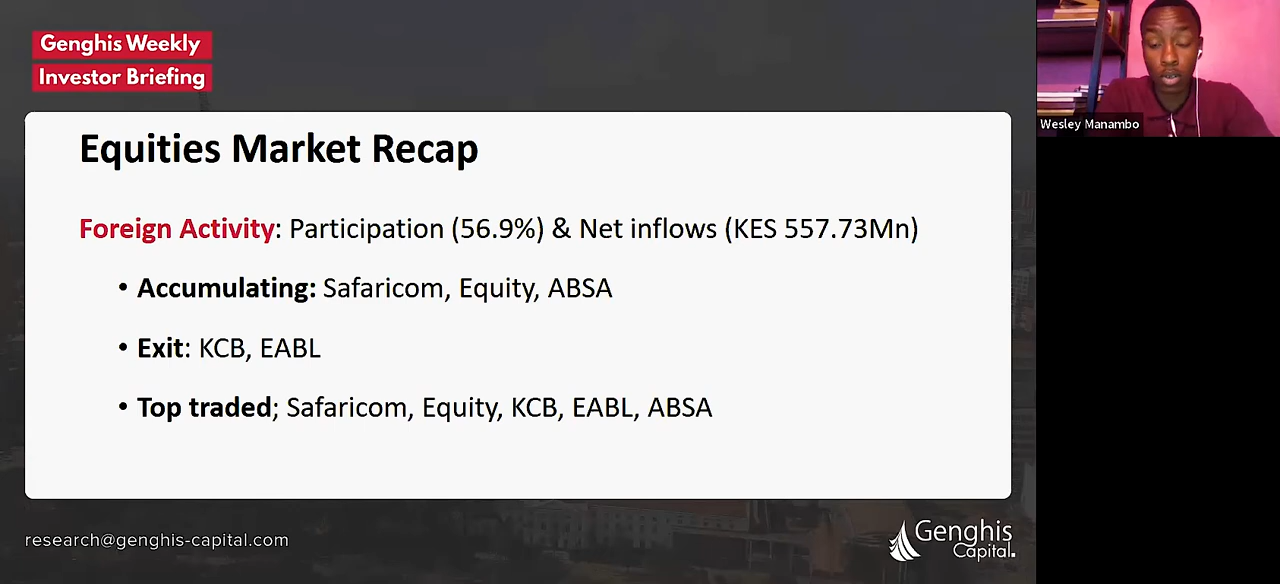 Genghis Weekly
Investor Briefing
Equities Market Recap
Foreign Activity: Participation (56.9%) & Net inflows (KES 557.73Mn)
• Accumulating: Safaricom, Equity, ABSA
• Exit: KCB, EABL
• Top traded; Safaricom, Equity, KCB, EABL, ABSA
research@genghis-capital.com
Genghis
Capital.
Wesley Manambo